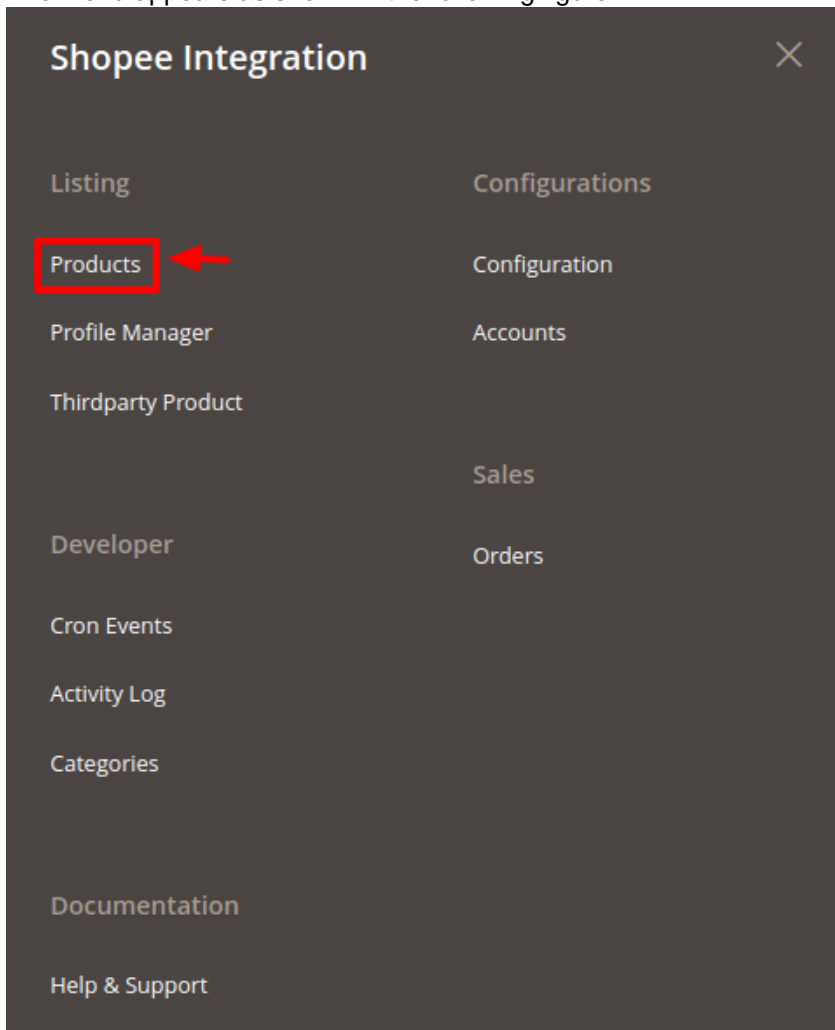 Shopee Integration
Listing
Products
Profile Manager
Thirdparty Product
Developer
Cron Events
Activity Log
Categories
Documentation
Help & Support
Configurations
Configuration
Accounts
Sales
Orders